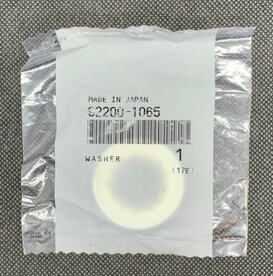 MADE IN JAPAN
92200-1065
WASHER 1
(17E)